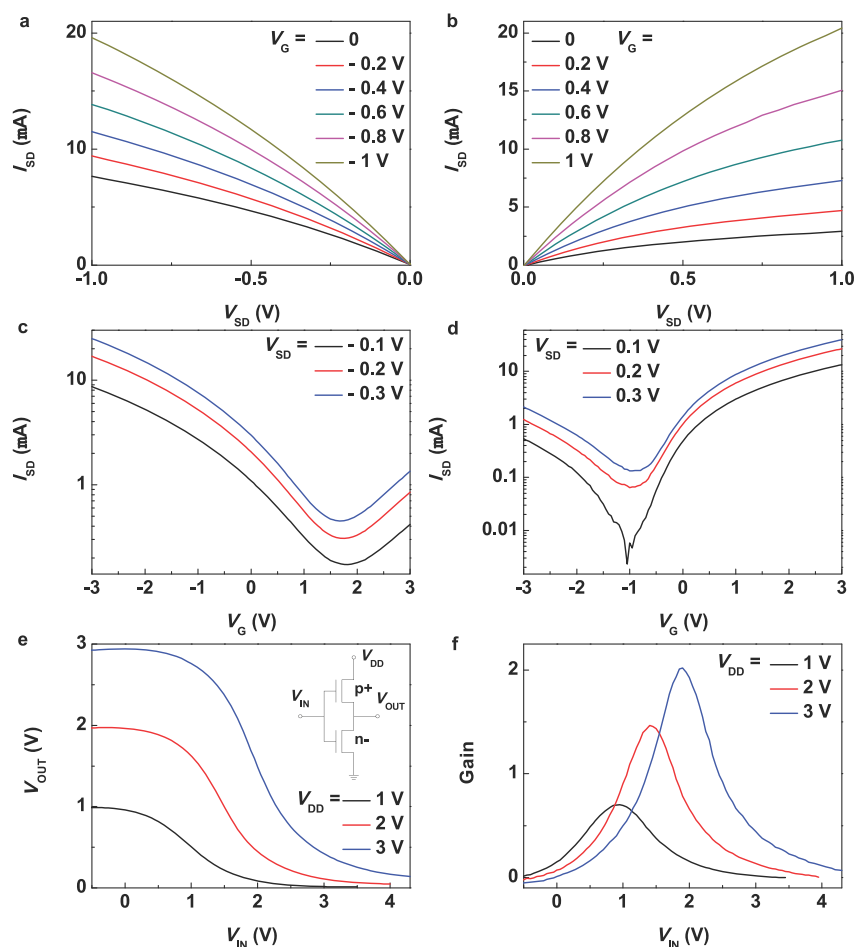 a
V_G =
0
- 0.2 V
- 0.4 V
- 0.6 V
- 0.8 V
- 1 V
20
10
0
I_SD (mA)
-1.0
-0.5
0.0
V_SD (V)
b
V_G =
0
0.2 V
0.4 V
0.6 V
0.8 V
1 V
20
15
10
5
0
I_SD (mA)
0.0
0.5
1.0
V_SD (V)
c
V_SD =
- 0.1 V
- 0.2 V
- 0.3 V
10
1
I_SD (mA)
-3 -2 -1 0 1 2 3
V_G (V)
d
V_SD =
0.1 V
0.2 V
0.3 V
10
1
0.1
0.01
I_SD (mA)
-3 -2 -1 0 1 2 3
V_G (V)
e
V_DD
p+
V_IN
V_OUT
n-
V_DD =
1 V
2 V
3 V
3
2
1
0
V_OUT (V)
0 1 2 3 4
V_IN (V)
f
V_DD =
1 V
2 V
3 V
2
1
0
Gain
0 1 2 3 4
V_IN (V)